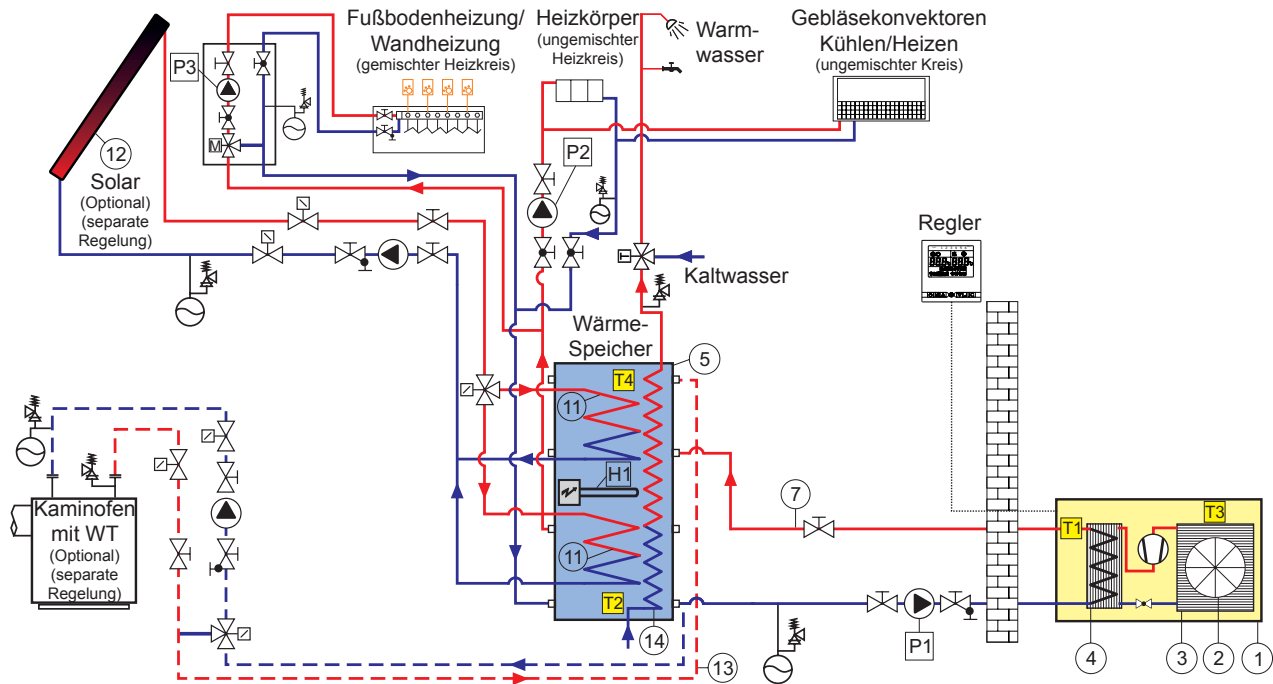 Fußbodenheizung/
Wandheizung
(gemischter Heizkreis)
Heizkörper
(ungemischter
Heizkreis)
Warm-
wasser
Gebläsekonvektoren
Kühlen/Heizen
(ungemischter Kreis)
P3
M
12
Solar
(Optional)
(separate
Regelung)
P2
T
Kaltwasser
Regler
Wärme-
Speicher
5
T4
11
H1
11
T2
14
13
7
Kaminofen
mit WT
(Optional)
(separate
Regelung)
P1
T1
T3
4
3
2
1